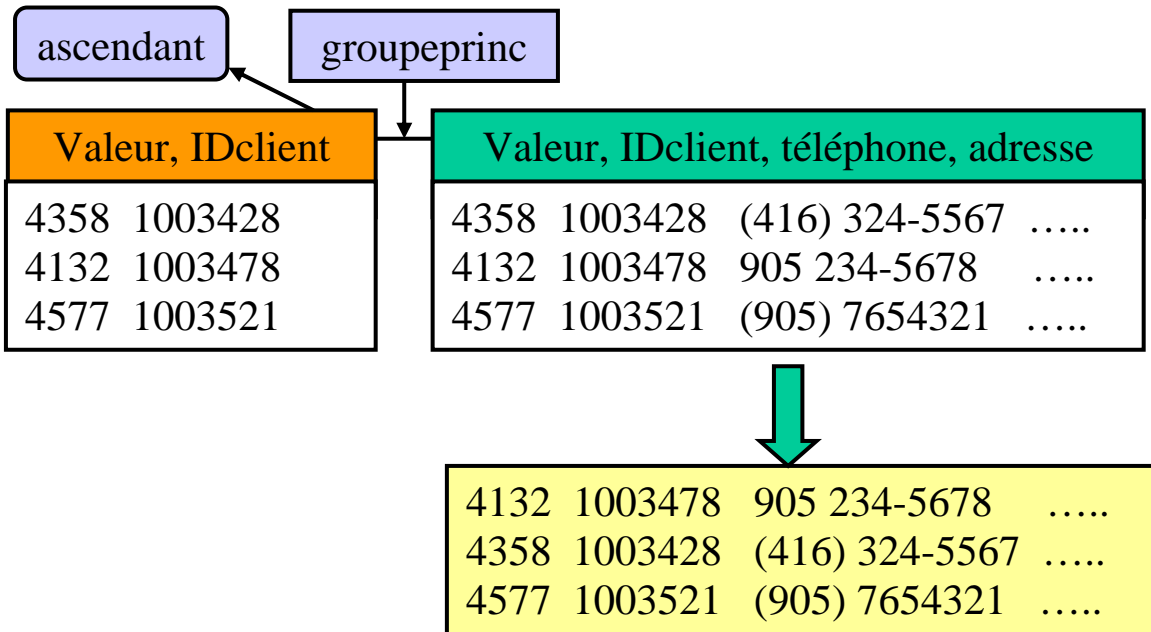 ascendant
groupeprinc
Valeur, IDclient
4358 1003428
4132 1003478
4577 1003521
Valeur, IDclient, téléphone, adresse
4358 1003428 (416) 324-5567 …..
4132 1003478 905 234-5678 …..
4577 1003521 (905) 7654321 …..
4132 1003478 905 234-5678 …..
4358 1003428 (416) 324-5567 …..
4577 1003521 (905) 7654321 …..